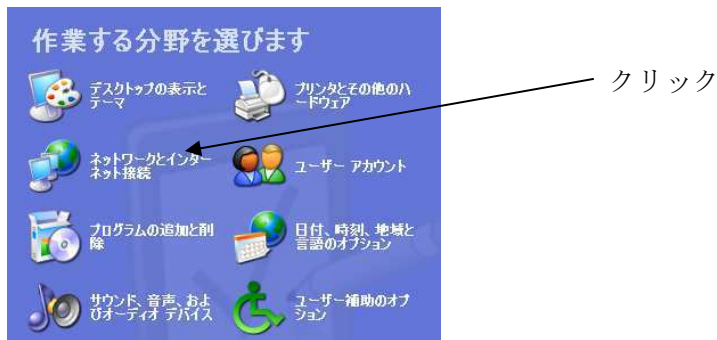 作業する分野を選びます
デスクトップの表示と
テーマ
プリンタとその他のハ
ードウェア
クリック
ネットワークとインター
ネット接続
ユーザー アカウント
プログラムの追加と削
除
日付、時刻、地域と
言語のオプション
サウンド、音声、およ
びオーディオ デバイス
ユーザー補助のオプ
ション